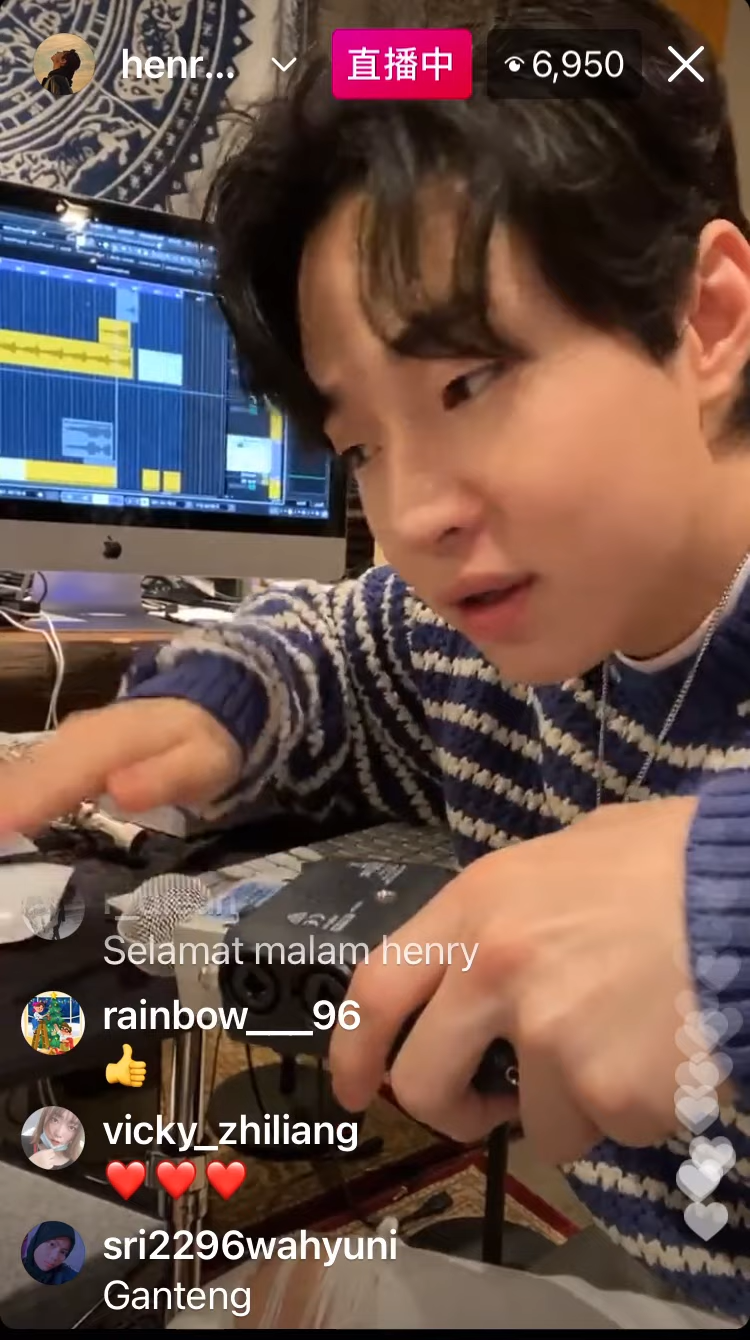 henr...
直播中
6,950
Selamat malam henry
rainbow___96
👍
vicky_zhiliang
❤️❤️❤️
sri2296wahyuni
Ganteng